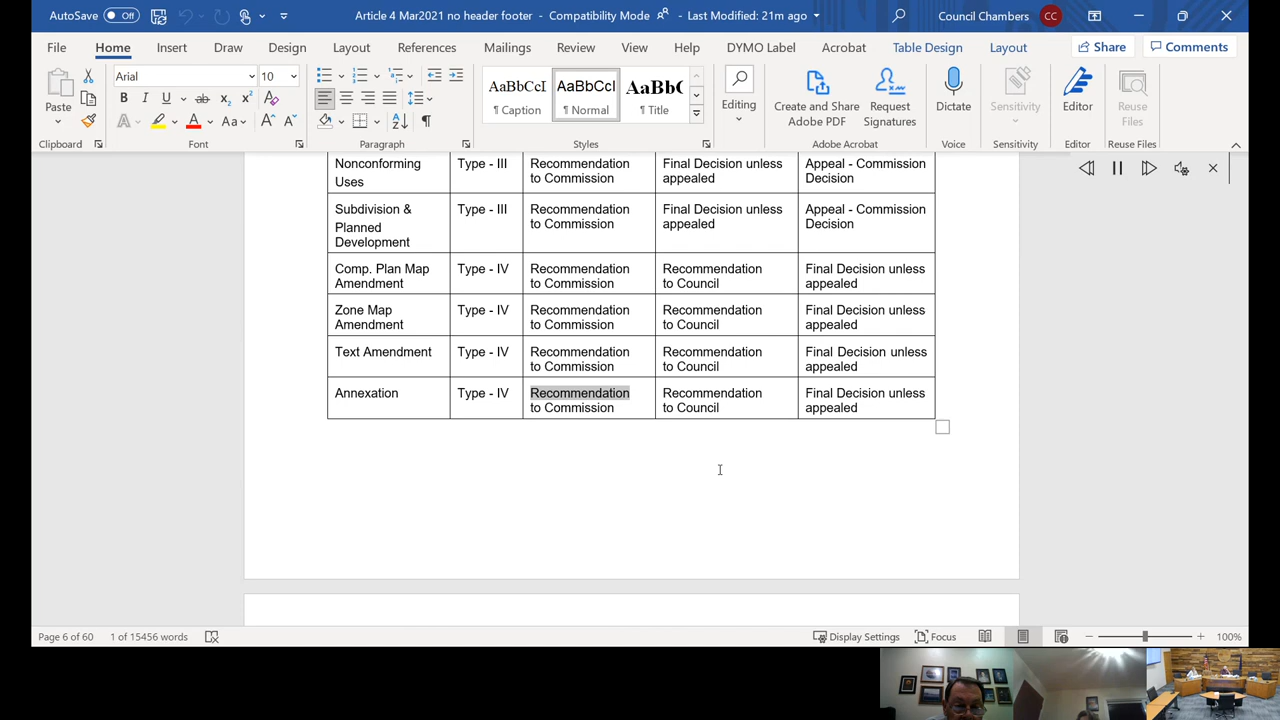 AutoSave Off Article 4 Mar2021 no header footer - Compatibility Mode - Last Modified: 21m ago Council Chambers CC
File Home Insert Draw Design Layout References Mailings Review View Help DYMO Label Acrobat Table Design Layout Share Comments
Arial 10
AaBbCcI AaBbCcI AaBb(
Paste Editing Create and Share Request Dictate Sensitivity Editor Reuse
¶ Caption ¶ Normal ¶ Title
Adobe PDF Signatures Files
Clipboard Font Paragraph Styles Adobe Acrobat Voice Sensitivity Editor Reuse Files
Nonconforming Type - III Recommendation Final Decision unless Appeal - Commission
Uses to Commission appealed Decision
Subdivision & Type - III Recommendation Final Decision unless Appeal - Commission
Planned to Commission appealed Decision
Development
Comp. Plan Map Type - IV Recommendation Recommendation Final Decision unless
Amendment to Commission to Council appealed
Zone Map Type - IV Recommendation Recommendation Final Decision unless
Amendment to Commission to Council appealed
Text Amendment Type - IV Recommendation Recommendation Final Decision unless
to Commission to Council appealed
Annexation Type - IV Recommendation Recommendation Final Decision unless
to Commission to Council appealed
Page 6 of 60 1 of 15456 words Display Settings Focus 100%